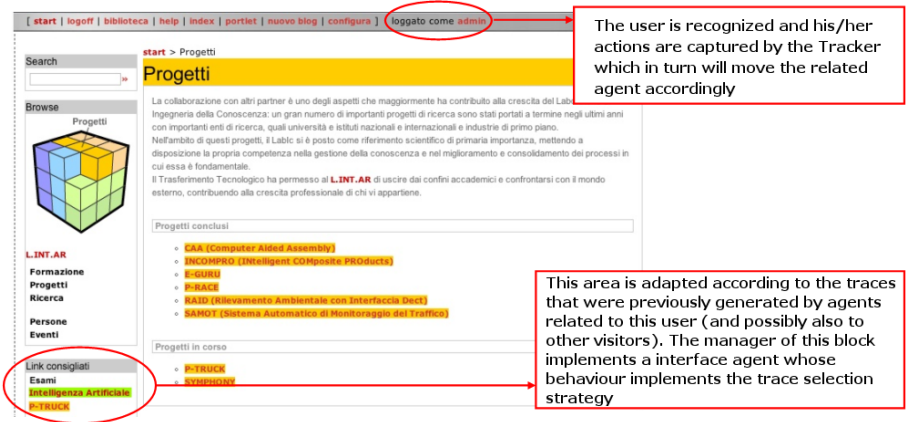 [ start | logoff | biblioteca | help | index | portlet | nuovo blog | configura ] loggato come admin
The user is recognized and his/her
actions are captured by the Tracker
which in turn will move the related
agent accordingly
start > Progetti
Search
»
Progetti
Browse
Progetti
La collaborazione con altri partner è uno degli aspetti che maggiormente ha contribuito alla crescita del Lab
Ingegneria della Conoscenza: un gran numero di importanti progetti di ricerca sono stati portati a termine negli ultimi anni
con importanti enti di ricerca, quali università e istituti nazionali e internazionali e industrie di primo piano.
Nell'ambito di questi progetti, il LabIc si è posto come riferimento scientifico di primaria importanza, mettendo a
disposizione la propria competenza nella gestione della conoscenza e nel miglioramento e consolidamento dei processi in
cui essa è fondamentale.
Il Trasferimento Tecnologico ha permesso al L.INT.AR di uscire dai confini accademici e confrontarsi con il mondo
esterno, contribuendo alla crescita professionale di chi vi appartiene.
Progetti conclusi
CAA (Computer Aided Assembly)
INCOMPRO (INtelligent COMposite PROducts)
E-GURU
P-RACE
RAID (Rilevamento Ambientale con Interfaccia Dect)
SAMOT (Sistema Automatico di Monitoraggio del Traffico)
Progetti in corso
P-TRUCK
SYMPHONY
L.INT.AR
Formazione
Progetti
Ricerca
Persone
Eventi
Link consigliati
Esami
Intelligenza Artificiale
P-TRUCK
This area is adapted according to the traces
that were previously generated by agents
related to this user (and possibly also to
other visitors). The manager of this block
implements a interface agent whose
behaviour implements the trace selection
strategy